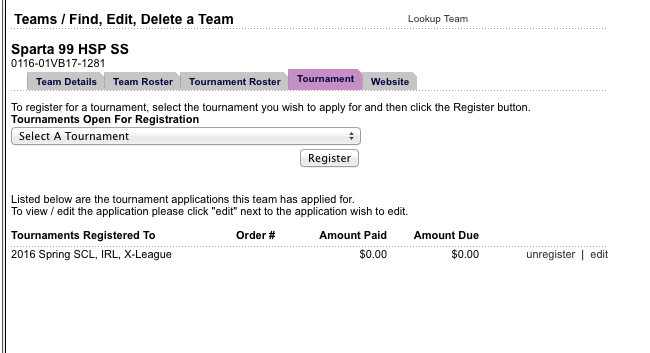 Teams / Find, Edit, Delete a Team
Lookup Team
Sparta 99 HSP SS
0116-01VB17-1281
Team Details
Team Roster
Tournament Roster
Tournament
Website
To register for a tournament, select the tournament you wish to apply for and then click the Register button.
Tournaments Open For Registration
Select A Tournament
Register
Listed below are the tournament applications this team has applied for.
To view / edit the application please click "edit" next to the application wish to edit.
Tournaments Registered To Order # Amount Paid Amount Due
2016 Spring SCL, IRL, X-League $0.00 $0.00 unregister | edit